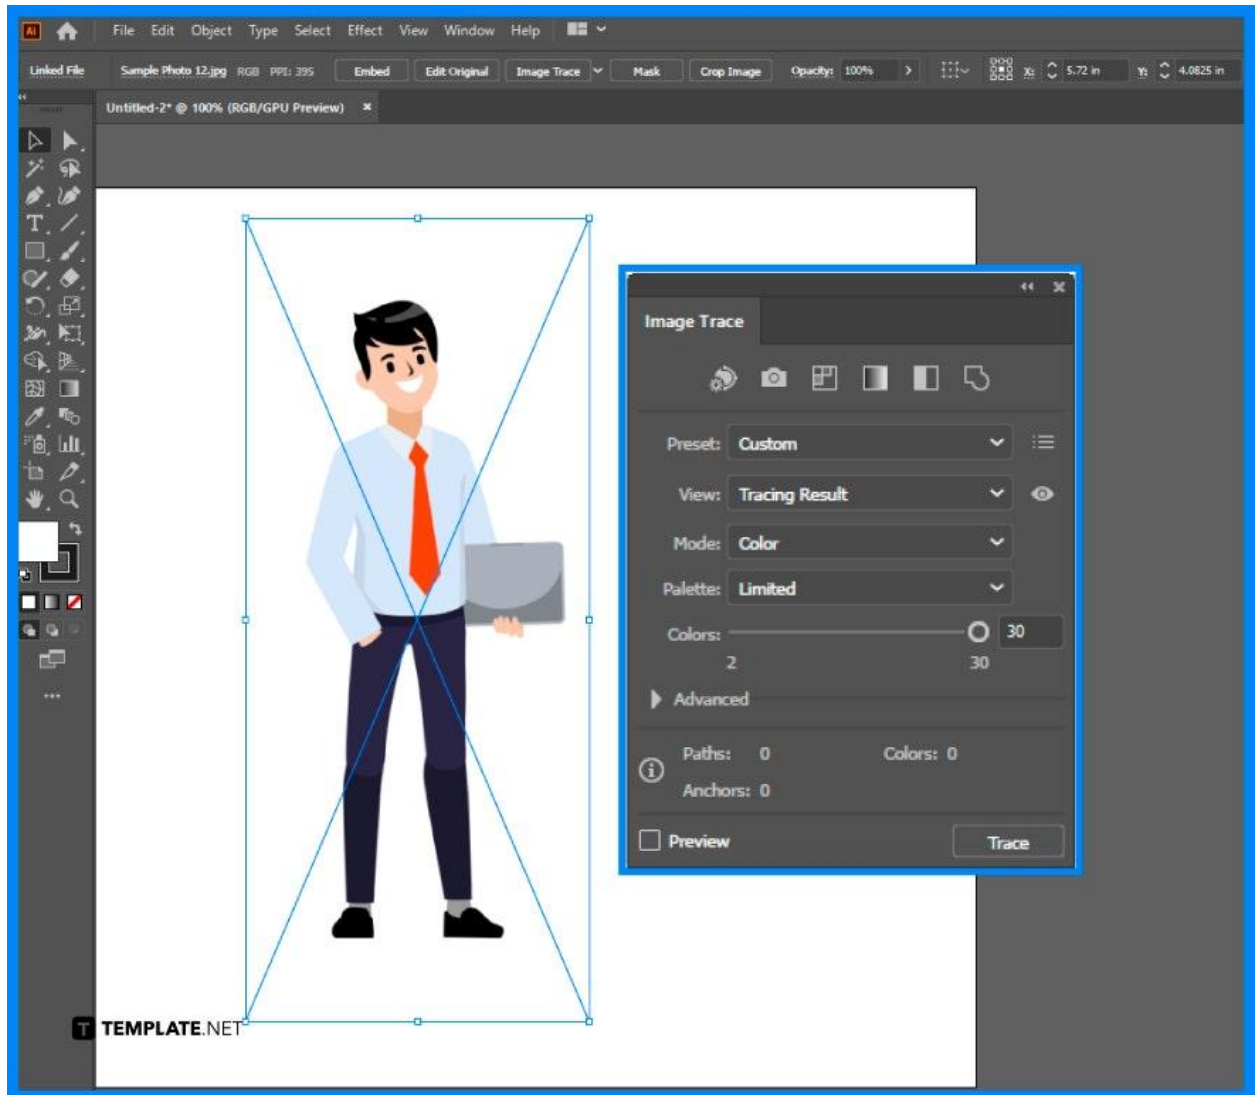 Ai File Edit Object Type Select Effect View Window Help
Linked File Sample Photo 12.jpg RGB PPI: 395 Embed Edit Original Image Trace Mask Crop Image Opacity: 100% X: 5.72 in Y: 4.0825 in
Untitled-2* @ 100% (RGB/GPU Preview) ×
Image Trace
Preset: Custom
View: Tracing Result
Mode: Color
Palette: Limited
Colors: 30
2 30
Advanced
Paths: 0 Colors: 0
Anchors: 0
Preview Trace
T TEMPLATE.NET